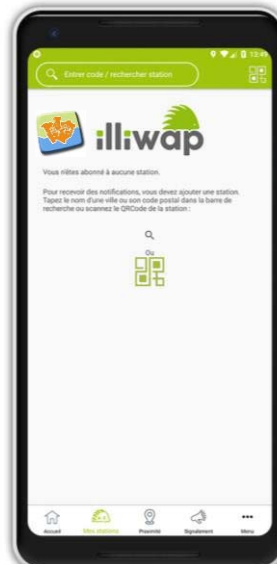 12:45
Entrer code / rechercher station
illiwap
Vous n'êtes abonné à aucune station.
Pour recevoir des notifications, vous devez ajouter une station.
Tapez le nom d'une ville ou son code postal dans la barre de
recherche ou scannez le QRCode de la station :
Ou
Accueil Mes stations Proximité Signalement Menu